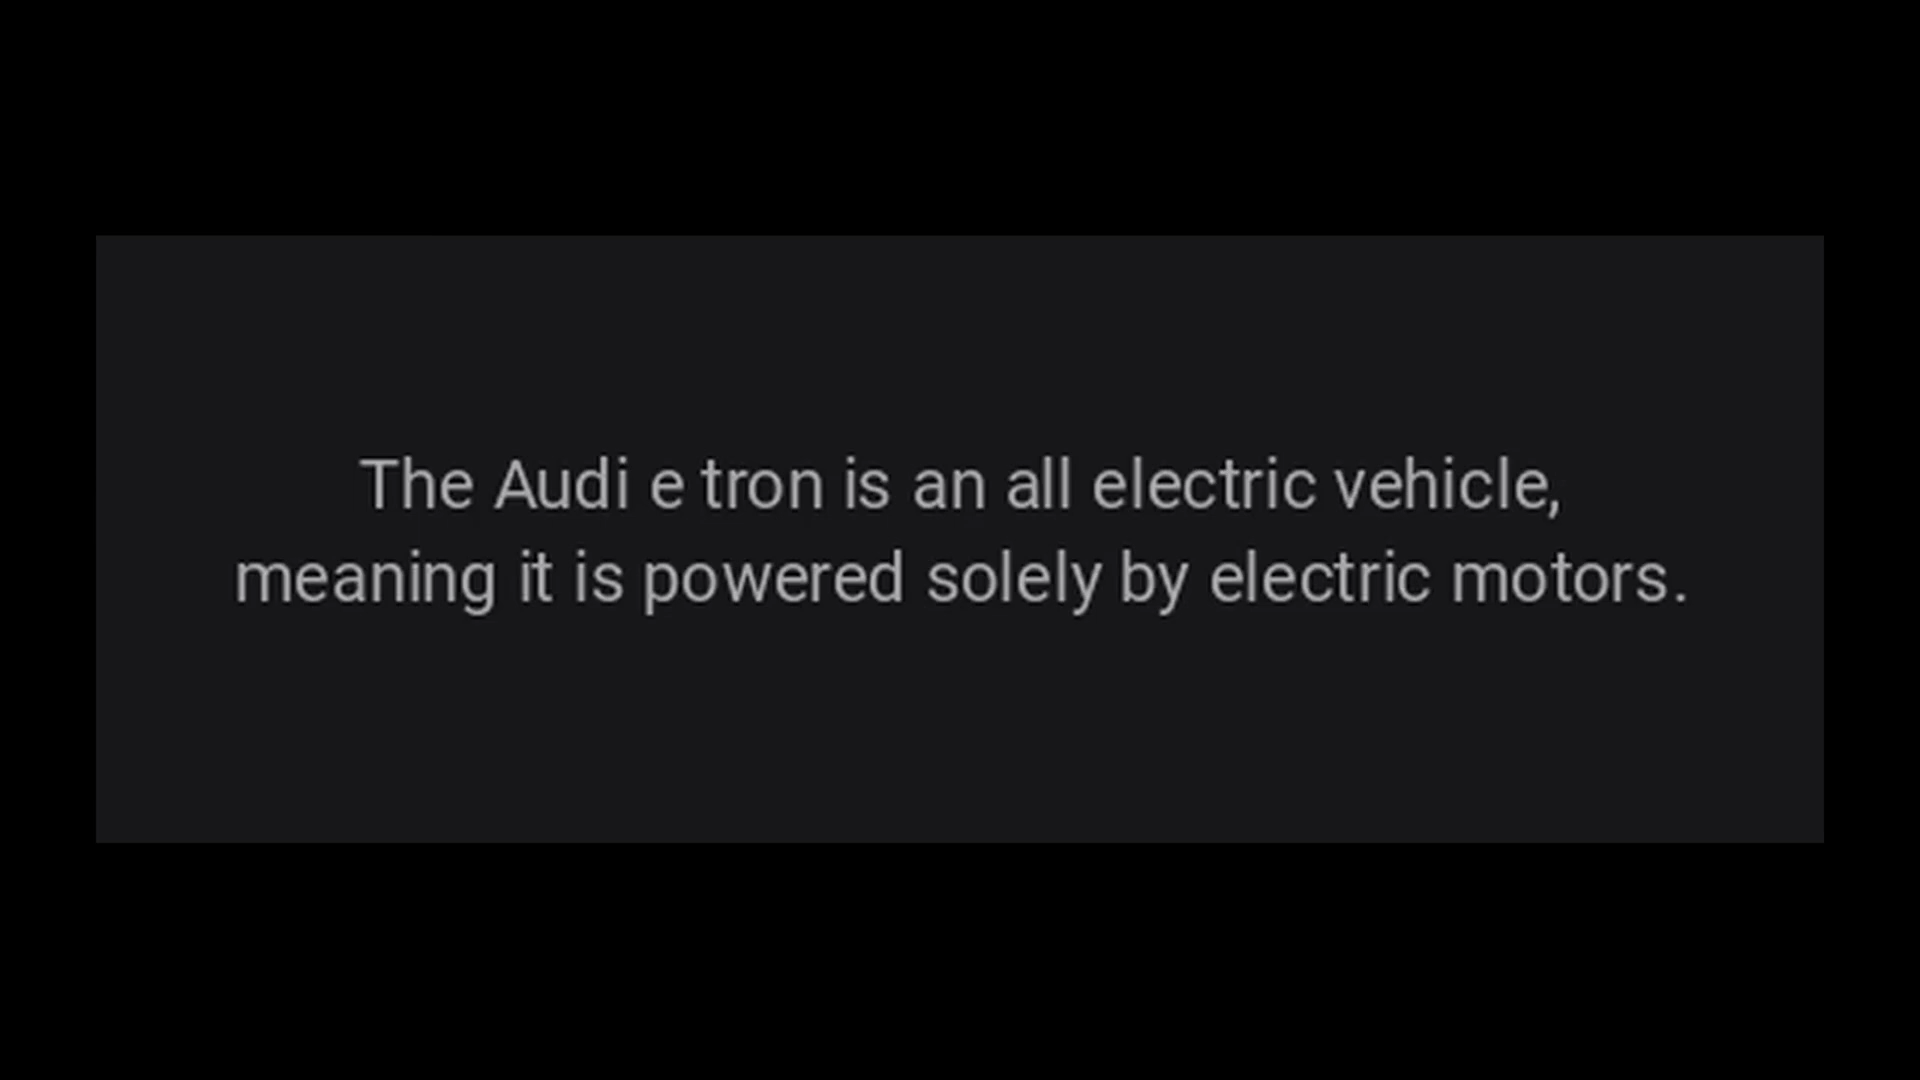 The Audi e tron is an all electric vehicle,
meaning it is powered solely by electric motors.